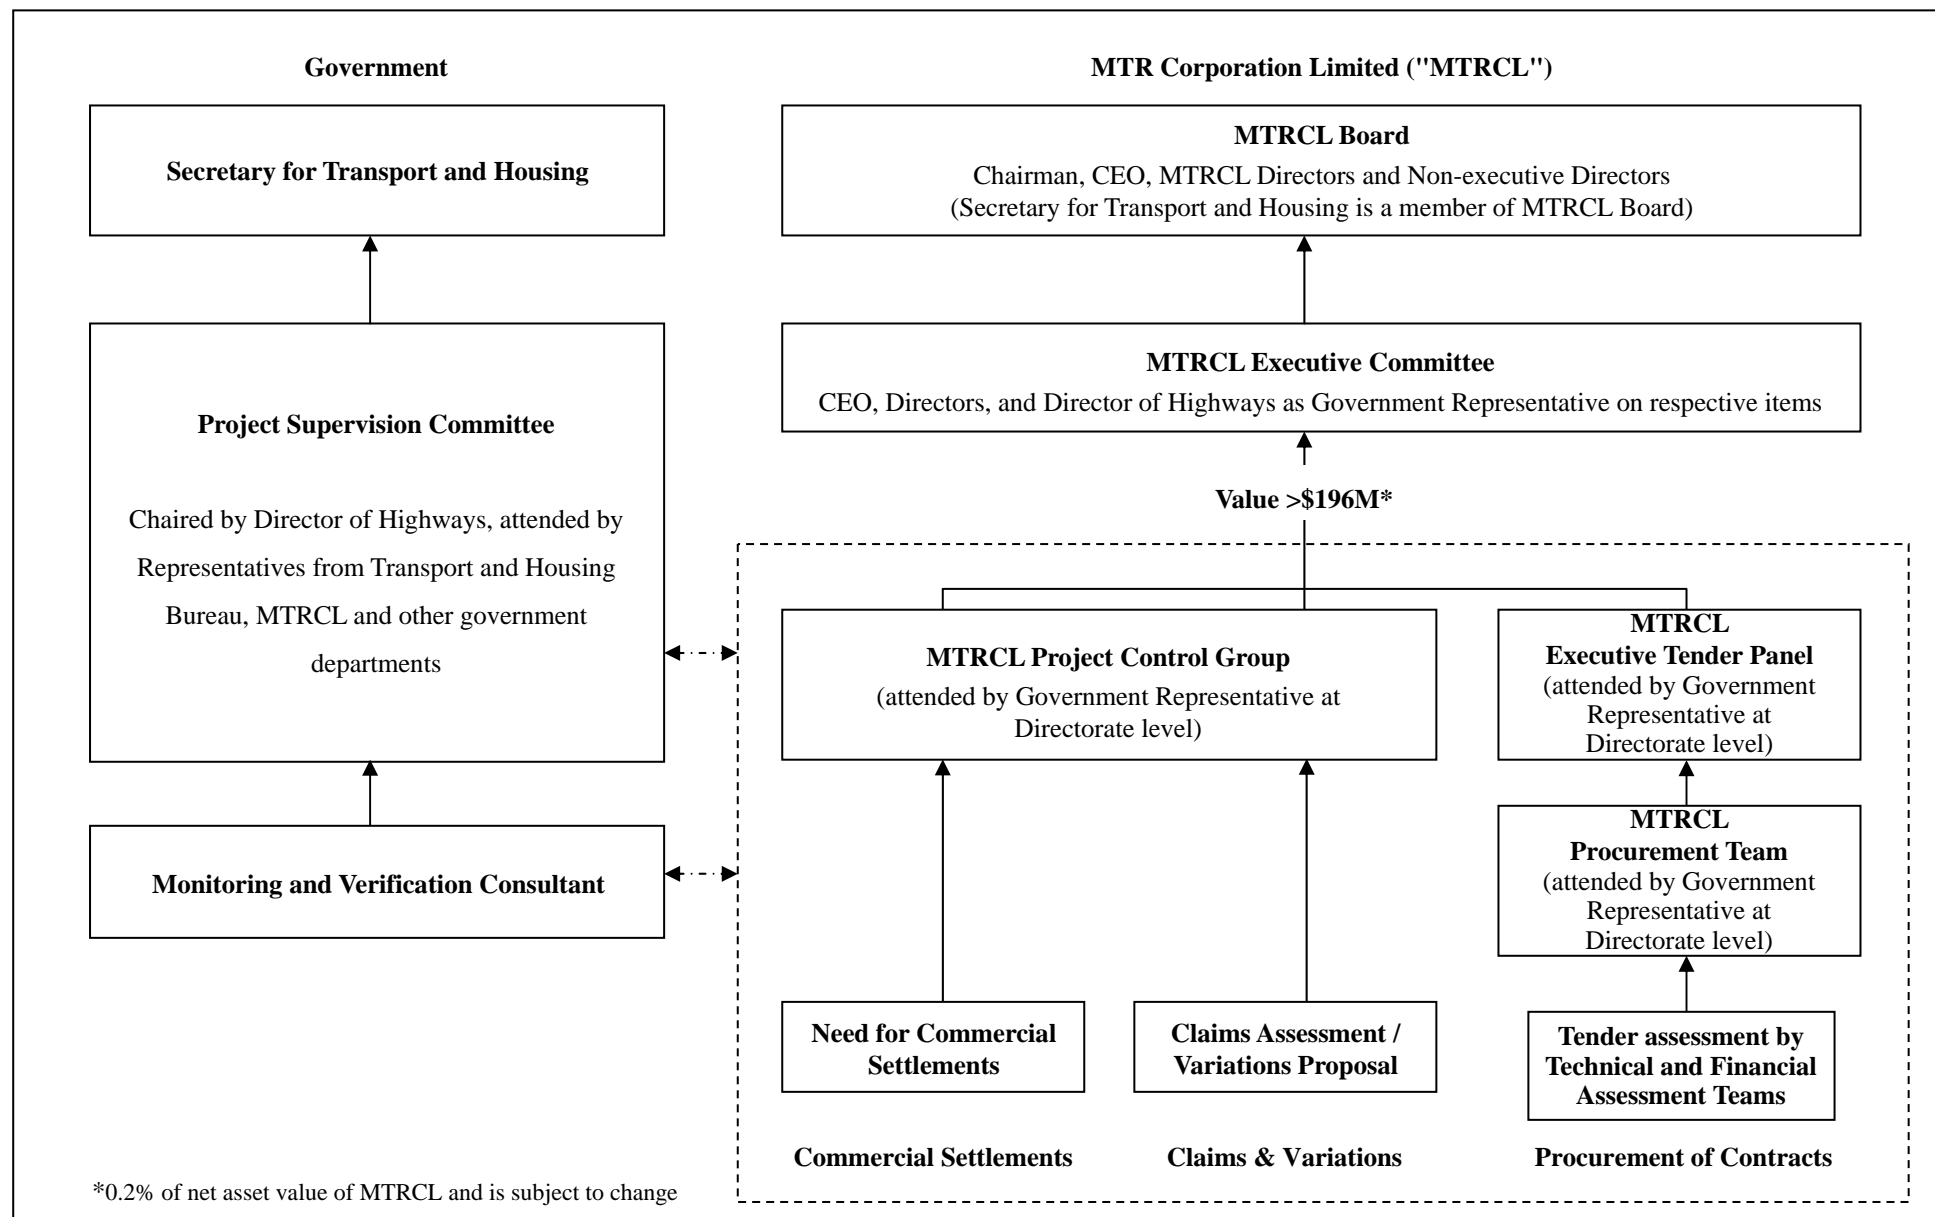 Government
Secretary for Transport and Housing
Project Supervision Committee
Chaired by Director of Highways, attended by
Representatives from Transport and Housing
Bureau, MTRCL and other government
departments
Monitoring and Verification Consultant
*0.2% of net asset value of MTRCL and is subject to change
MTR Corporation Limited ("MTRCL")
MTRCL Board
Chairman, CEO, MTRCL Directors and Non-executive Directors
(Secretary for Transport and Housing is a member of MTRCL Board)
MTRCL Executive Committee
CEO, Directors, and Director of Highways as Government Representative on respective items
Value >$196M*
MTRCL Project Control Group
(attended by Government Representative at
Directorate level)
MTRCL
Executive Tender Panel
(attended by Government
Representative at
Directorate level)
MTRCL
Procurement Team
(attended by Government
Representative at
Directorate level)
Need for Commercial
Settlements
Claims Assessment /
Variations Proposal
Tender assessment by
Technical and Financial
Assessment Teams
Commercial Settlements
Claims & Variations
Procurement of Contracts